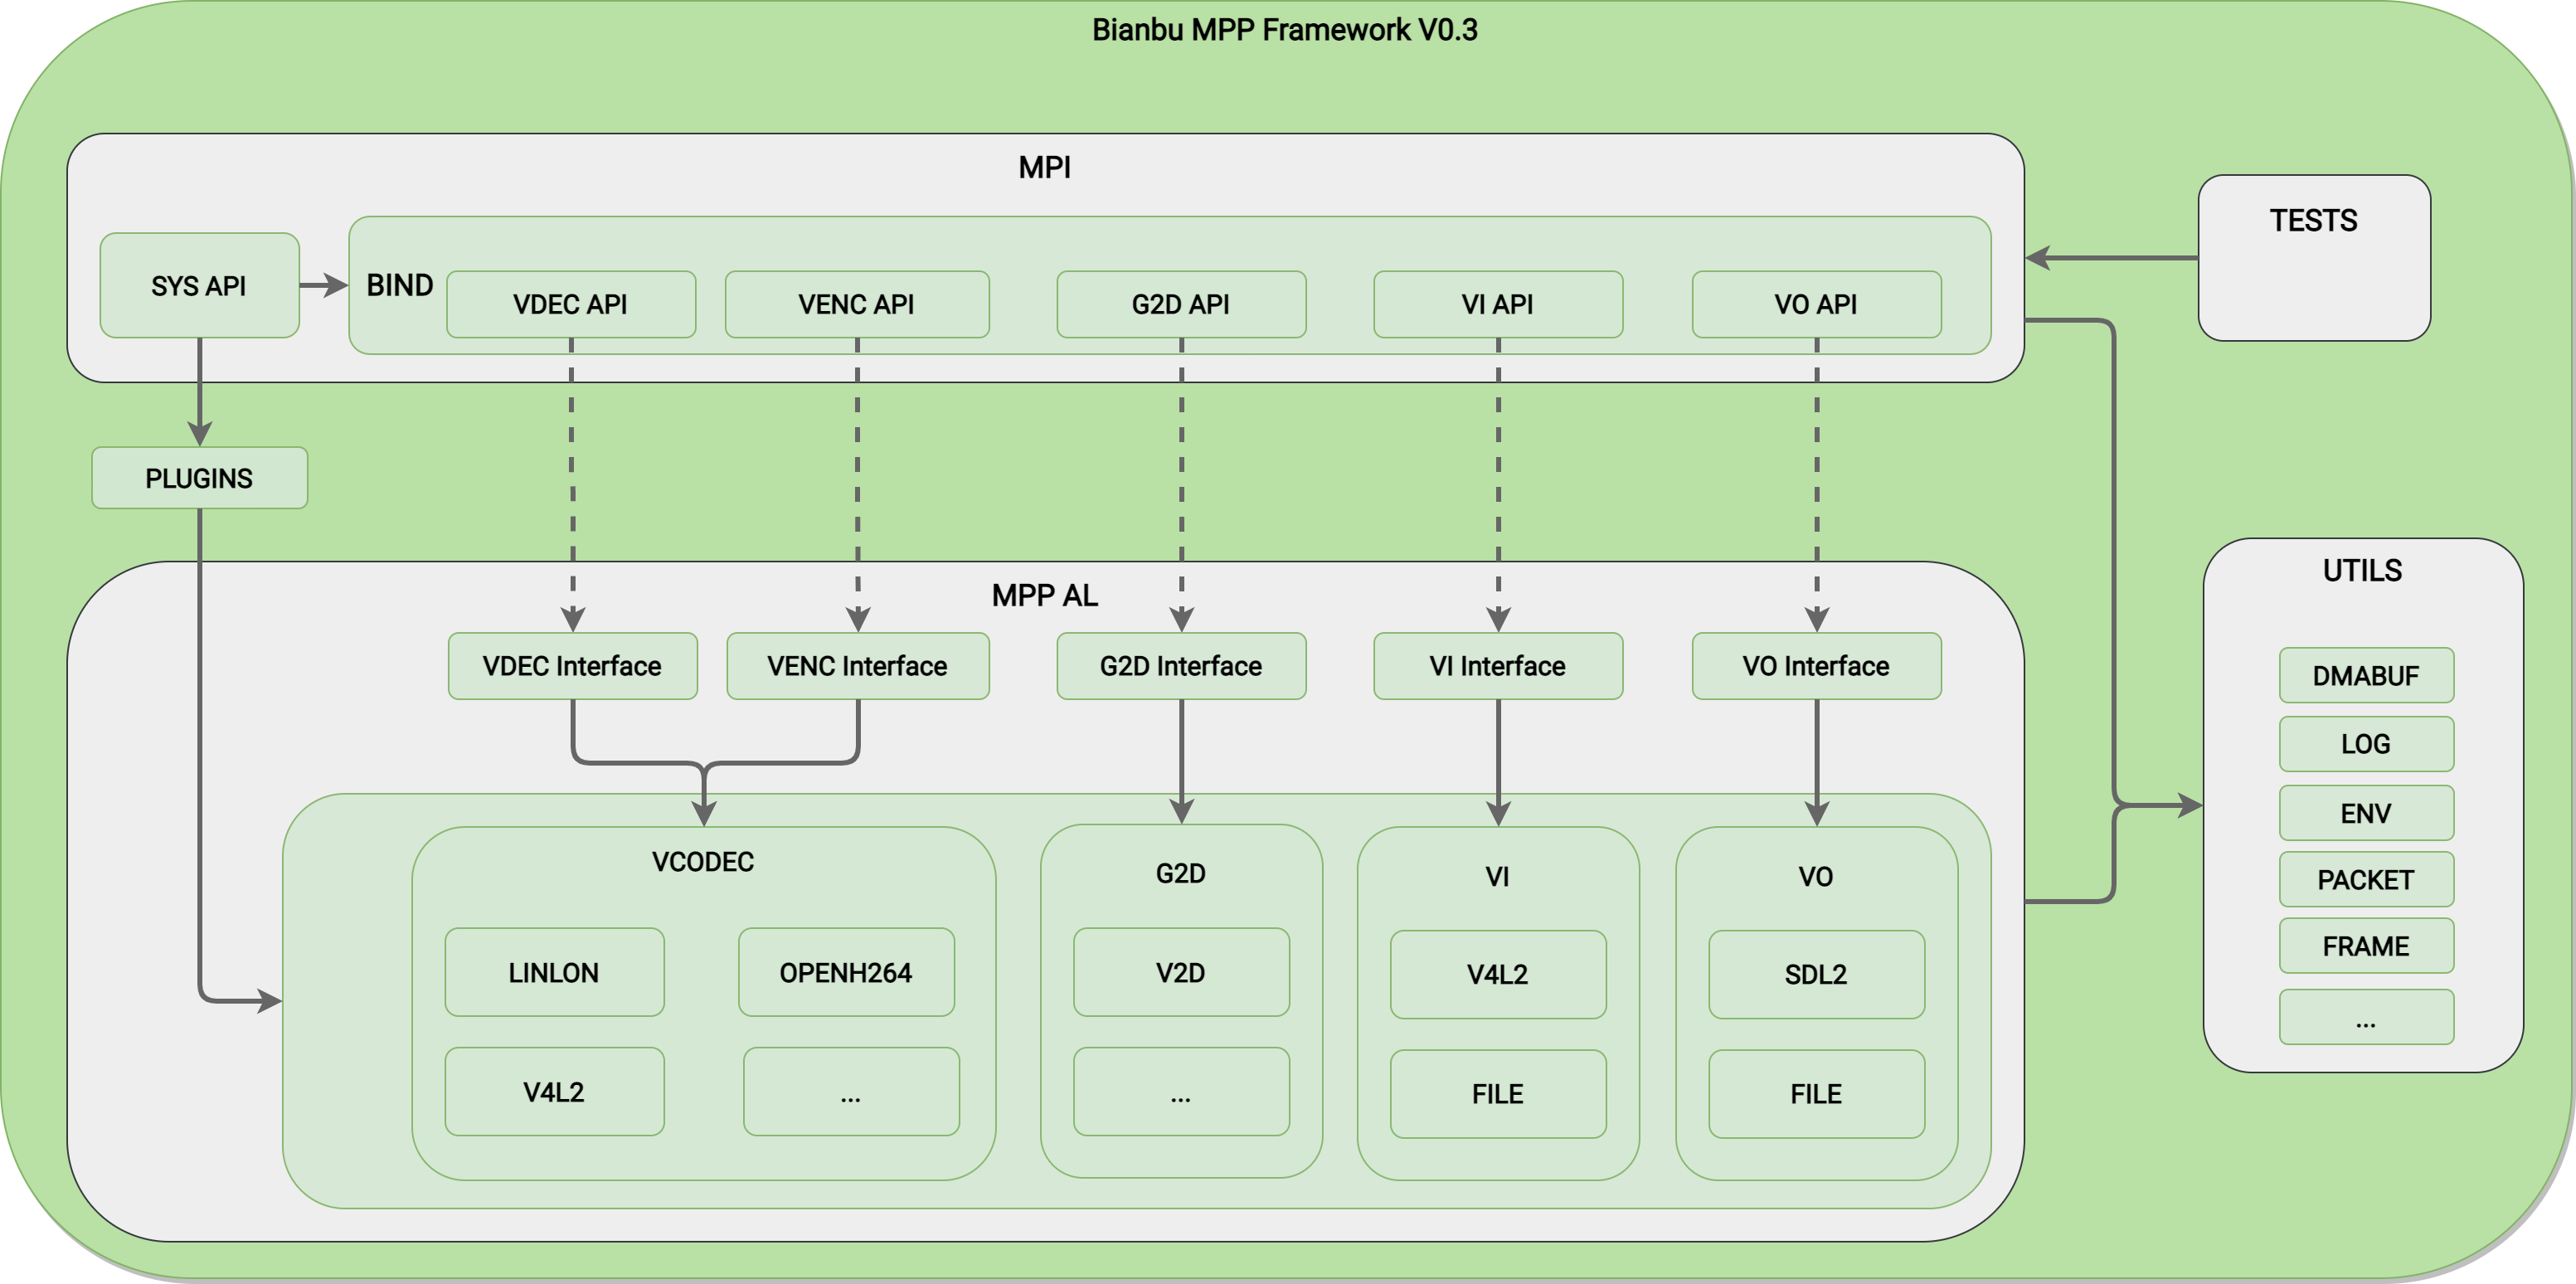 Bianbu MPP Framework V0.3
MPI
TESTS
SYS API
BIND
VDEC API
VENC API
G2D API
VI API
VO API
PLUGINS
MPP AL
UTILS
VDEC Interface
VENC Interface
G2D Interface
VI Interface
VO Interface
DMABUF
LOG
ENV
PACKET
FRAME
...
VCODEC
G2D
VI
VO
LINLON
OPENH264
V2D
V4L2
SDL2
V4L2
...
...
FILE
FILE